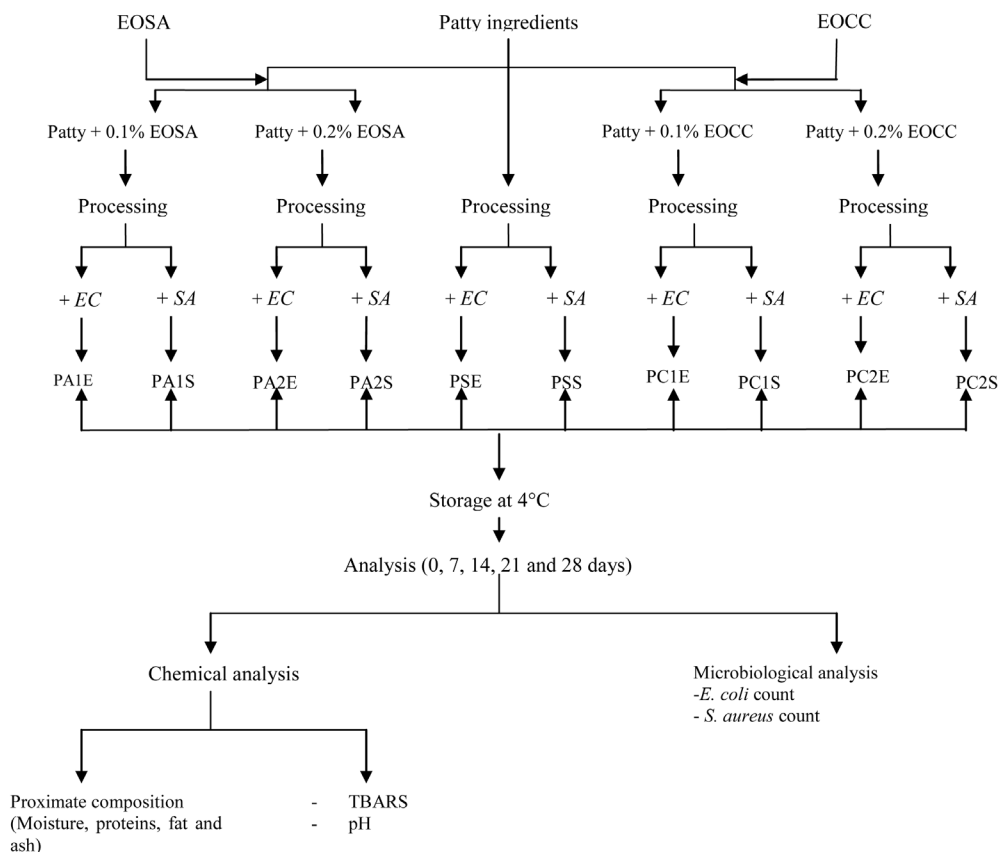 EOSA
Patty ingredients
EOCC
Patty + 0.1% EOSA
Patty + 0.2% EOSA
Patty + 0.1% EOCC
Patty + 0.2% EOCC
Processing
Processing
Processing
Processing
Processing
+ EC
+ SA
+ EC
+ SA
+ EC
+ SA
+ EC
+ SA
+ EC
+ SA
PA1E
PA1S
PA2E
PA2S
PSE
PSS
PC1E
PC1S
PC2E
PC2S
Storage at 4°C
Analysis (0, 7, 14, 21 and 28 days)
Chemical analysis
Microbiological analysis
-E. coli count
- S. aureus count
Proximate composition
(Moisture, proteins, fat and
ash)
- TBARS
- pH